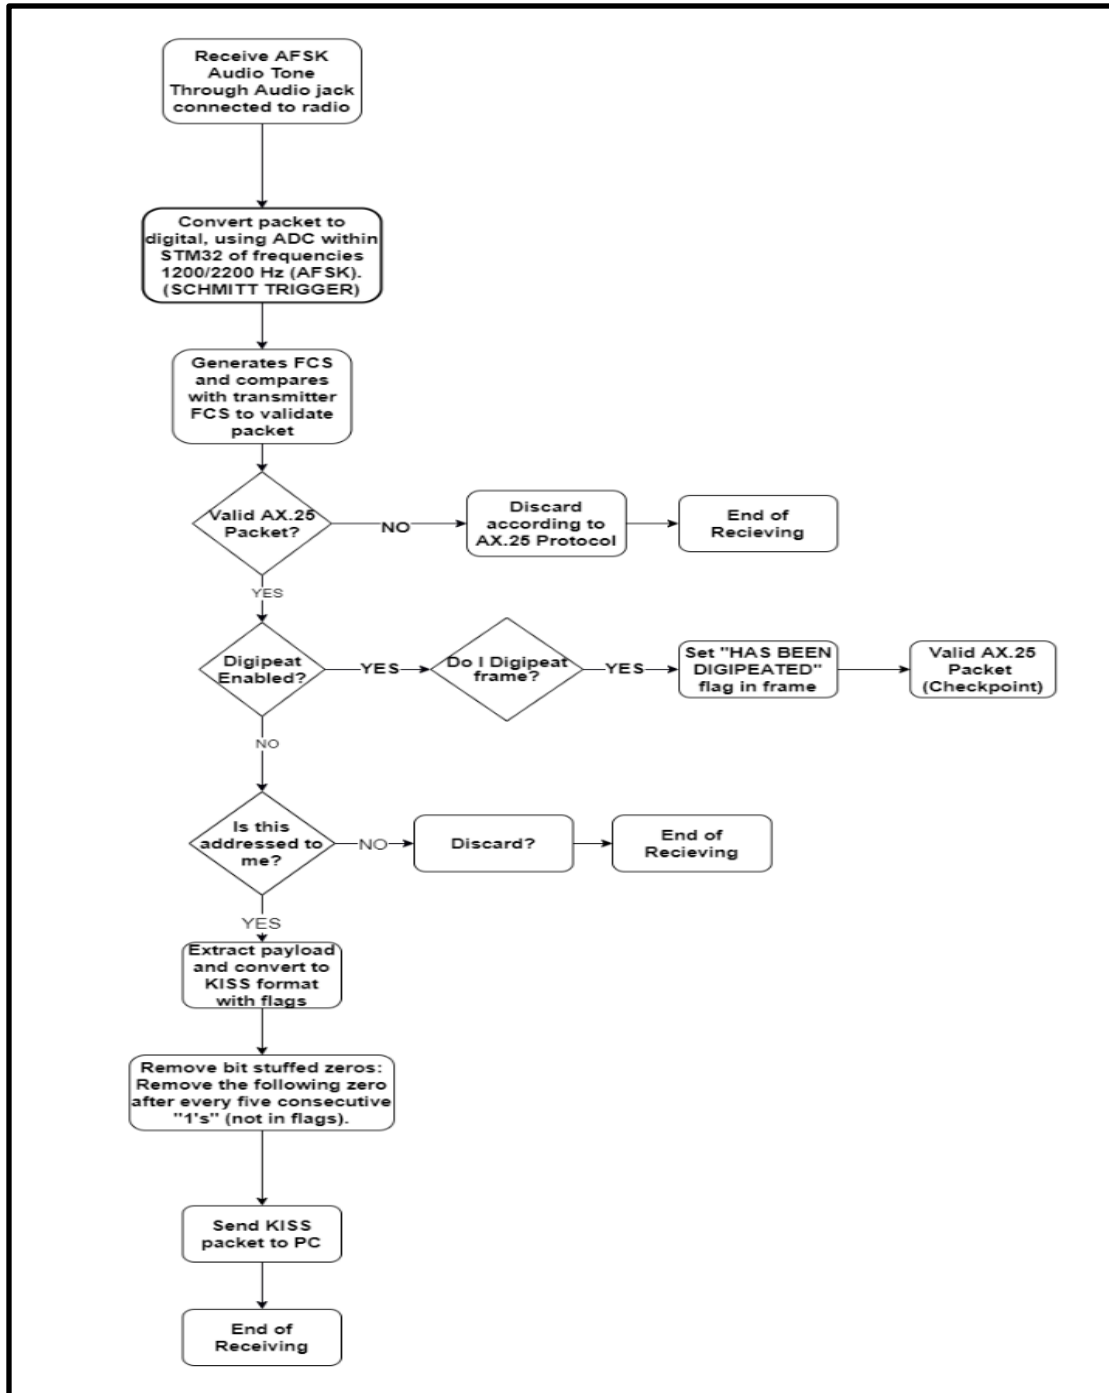 Receive AFSK
Audio Tone
Through Audio jack
connected to radio
Convert packet to
digital, using ADC within
STM32 of frequencies
1200/2200 Hz (AFSK).
(SCHMITT TRIGGER)
Generates FCS
and compares
with transmitter
FCS to validate
packet
Valid AX.25
Packet?
NO
Discard
according to
AX.25 Protocol
End of
Recieving
YES
Digipeat
Enabled?
YES
Do I Digipeat
frame?
YES
Set "HAS BEEN
DIGIPEATED"
flag in frame
Valid AX.25
Packet
(Checkpoint)
NO
Is this
addressed to
me?
NO
Discard?
End of
Recieving
YES
Extract payload
and convert to
KISS format
with flags
Remove bit stuffed zeros:
Remove the following zero
after every five consecutive
"1's" (not in flags).
Send KISS
packet to PC
End of
Receiving